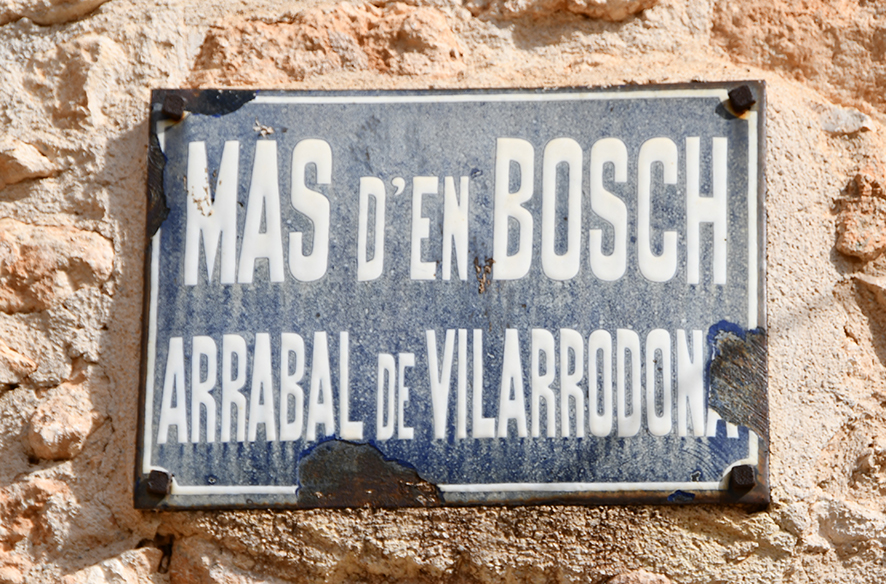 MAS D'EN BOSCH
ARRABAL DE VILARRODONA